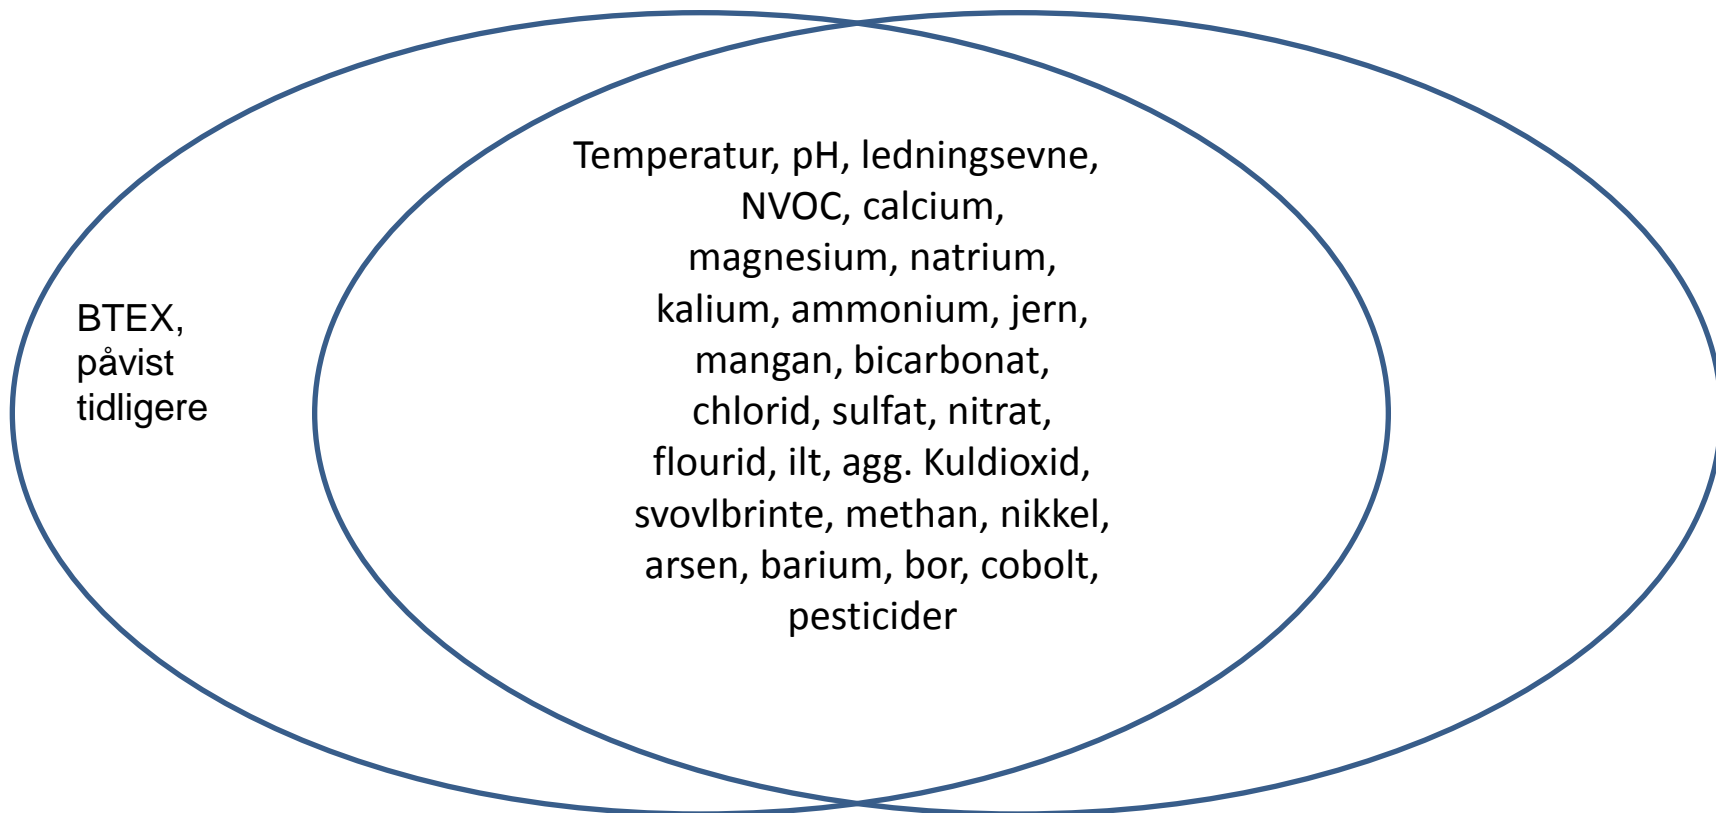 BTEX,
påvist
tidligere
Temperatur, pH, ledningsevne,
NVOC, calcium,
magnesium, natrium,
kalium, ammonium, jern,
mangan, bicarbonat,
chlorid, sulfat, nitrat,
flourid, ilt, agg. Kuldioxid,
svovlbrinte, methan, nikkel,
arsen, barium, bor, cobolt,
pesticider